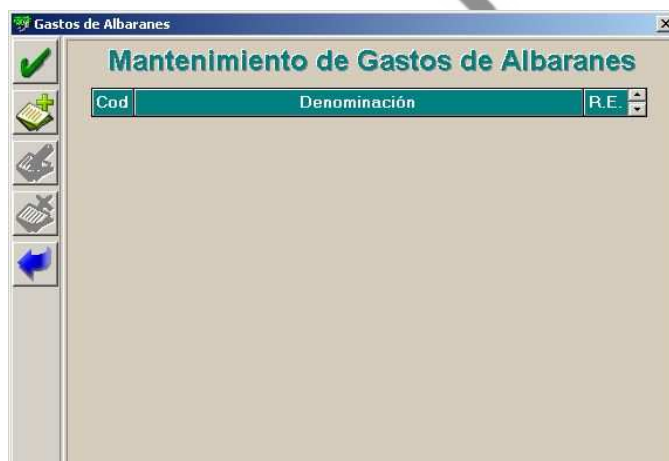 Gastos de Albaranes
Mantenimiento de Gastos de Albaranes
Cod Denominación R.E.